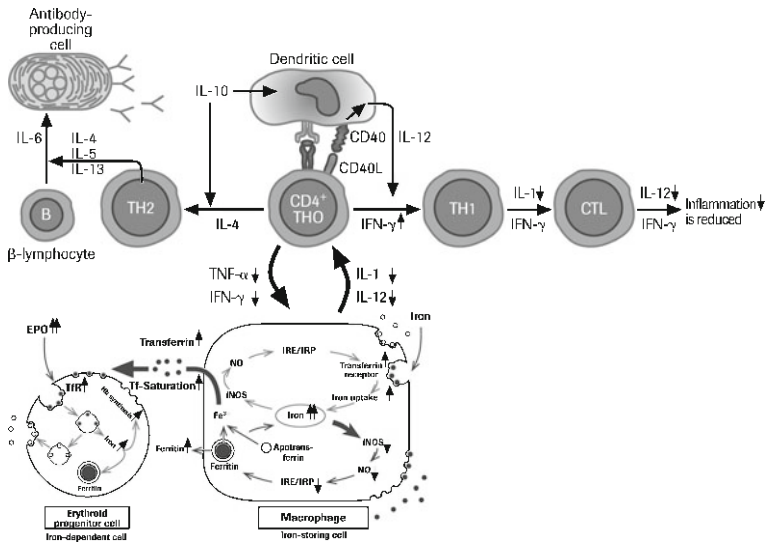 Antibody-
producing
cell
Dendritic cell
IL-10
CD40
IL-12
IL-6
IL-4
IL-5
IL-13
CD40L
B
TH2
CD4+
THO
TH1
CTL
IL-4
IFN-γ
IL-1
IFN-γ
IL-12
IFN-γ
Inflammation
is reduced
β-lymphocyte
TNF-α
IFN-γ
IL-1
IL-12
EPO
Transferrin
Iron
TfR
Tf-Saturation
Hb synthesis
Iron
Ferritin
NO
IRE/IRP
Transferrin
receptor
iNOS
Iron uptake
Fe²
Iron
Ferritin
Apotrans-
ferrin
iNOS
Ferritin
NO
IRE/IRP
Erythroid
progenitor cell
Iron-dependent cell
Macrophage
Iron-storing cell